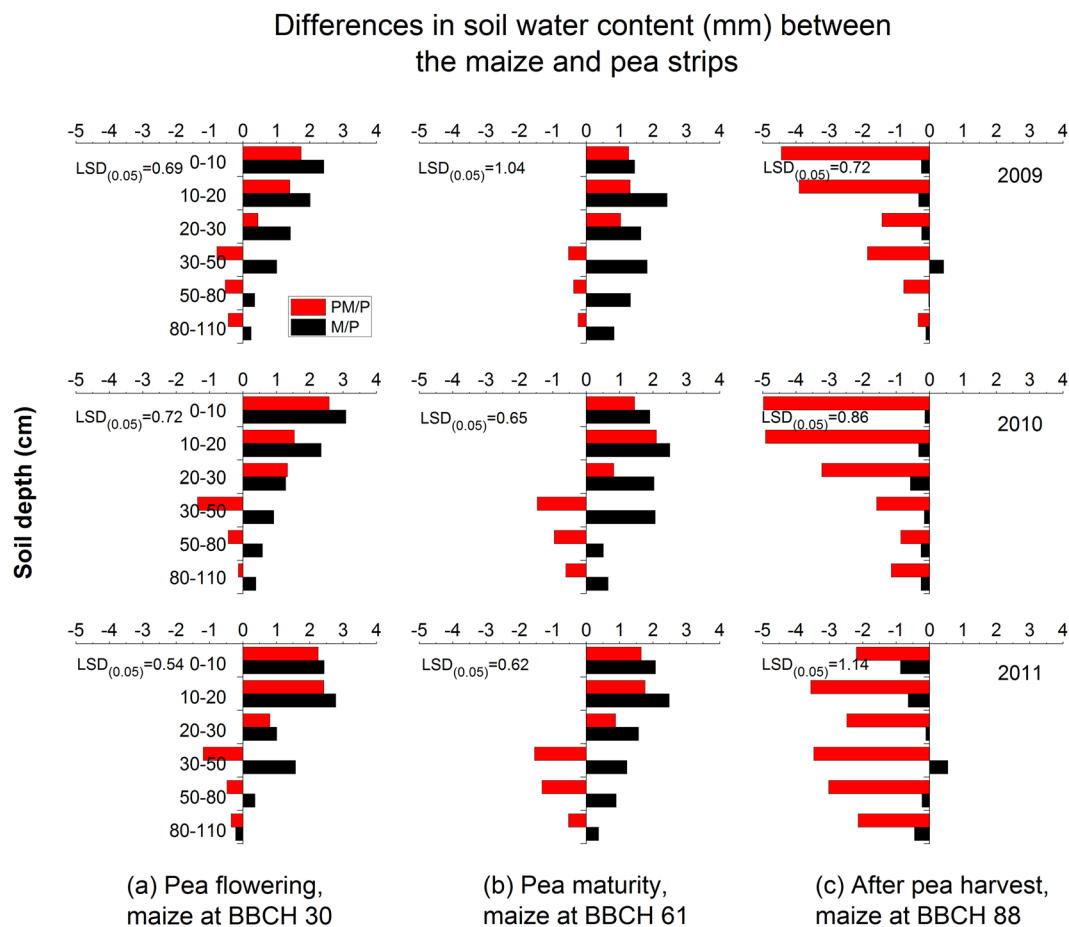 Differences in soil water content (mm) between
the maize and pea strips
-5 -4 -3 -2 -1 0 1 2 3 4
-5 -4 -3 -2 -1 0 1 2 3 4
-5 -4 -3 -2 -1 0 1 2 3 4
LSD(0.05)=0.69
0-10
10-20
20-30
30-50
50-80
80-110
PM/P
M/P
LSD(0.05)=1.04
LSD(0.05)=0.72
2009
-5 -4 -3 -2 -1 0 1 2 3 4
-5 -4 -3 -2 -1 0 1 2 3 4
-5 -4 -3 -2 -1 0 1 2 3 4
LSD(0.05)=0.72
0-10
10-20
20-30
30-50
50-80
80-110
LSD(0.05)=0.65
LSD(0.05)=0.86
2010
Soil depth (cm)
-5 -4 -3 -2 -1 0 1 2 3 4
-5 -4 -3 -2 -1 0 1 2 3 4
-5 -4 -3 -2 -1 0 1 2 3 4
LSD(0.05)=0.54
0-10
10-20
20-30
30-50
50-80
80-110
LSD(0.05)=0.62
LSD(0.05)=1.14
2011
(a) Pea flowering,
maize at BBCH 30
(b) Pea maturity,
maize at BBCH 61
(c) After pea harvest,
maize at BBCH 88